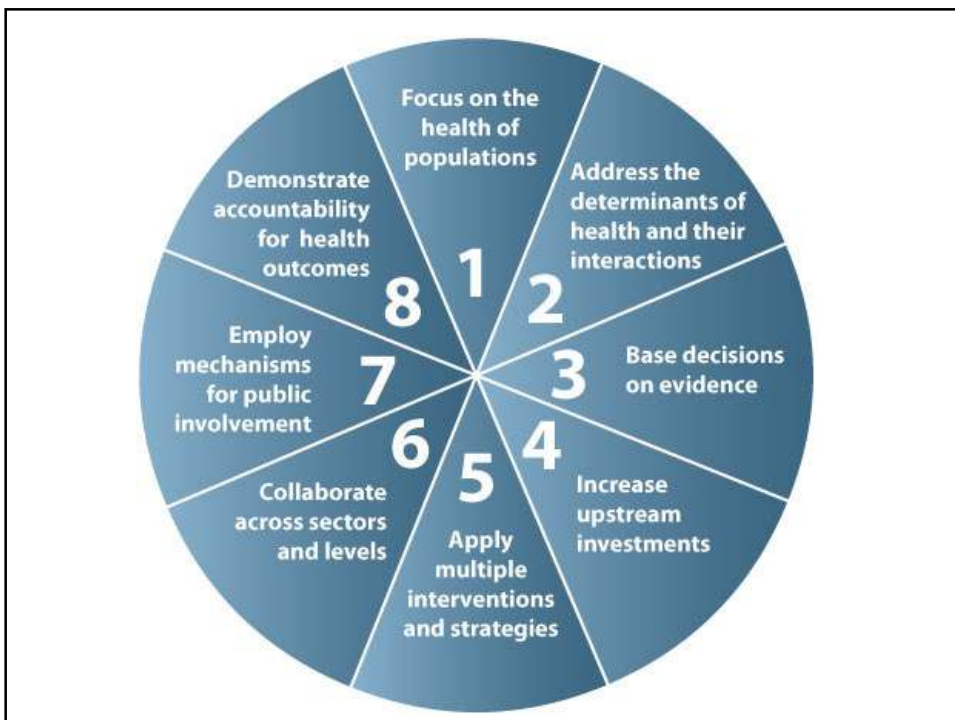 Focus on the
health of
populations
1
Address the
determinants of
health and their
interactions
2
Base decisions
on evidence
3
Increase
upstream
investments
4
Apply
multiple
interventions
and strategies
5
Collaborate
across sectors
and levels
6
Employ
mechanisms
for public
involvement
7
Demonstrate
accountability
for health
outcomes
8